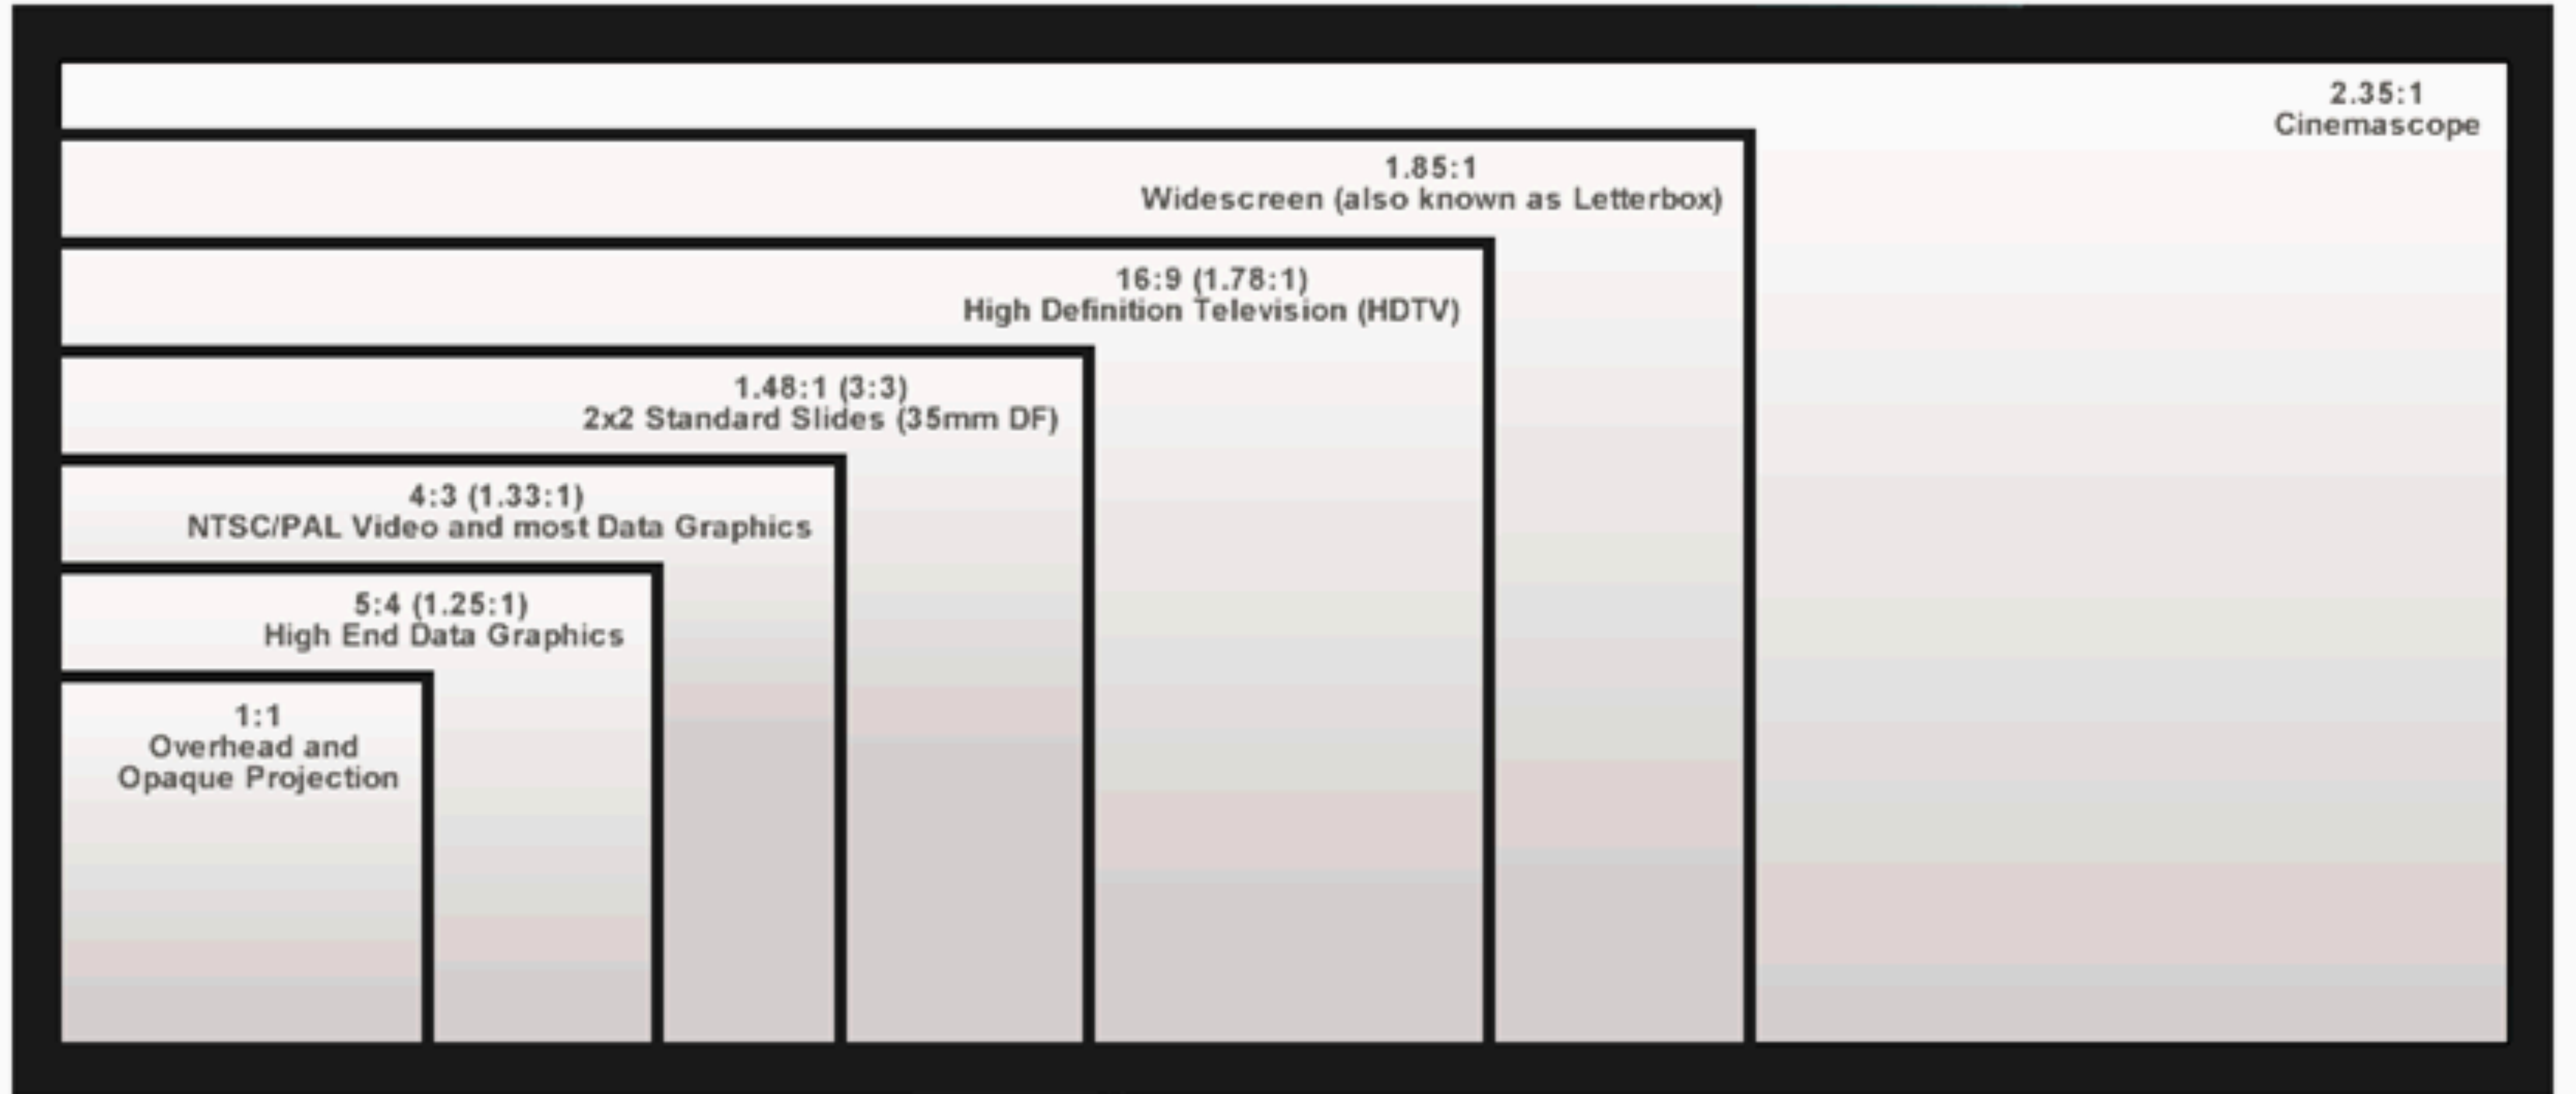 2.35:1
Cinemascope
1.85:1
Widescreen (also known as Letterbox)
16:9 (1.78:1)
High Definition Television (HDTV)
1.48:1 (3:3)
2x2 Standard Slides (35mm DF)
4:3 (1.33:1)
NTSC/PAL Video and most Data Graphics
5:4 (1.25:1)
High End Data Graphics
1:1
Overhead and
Opaque Projection